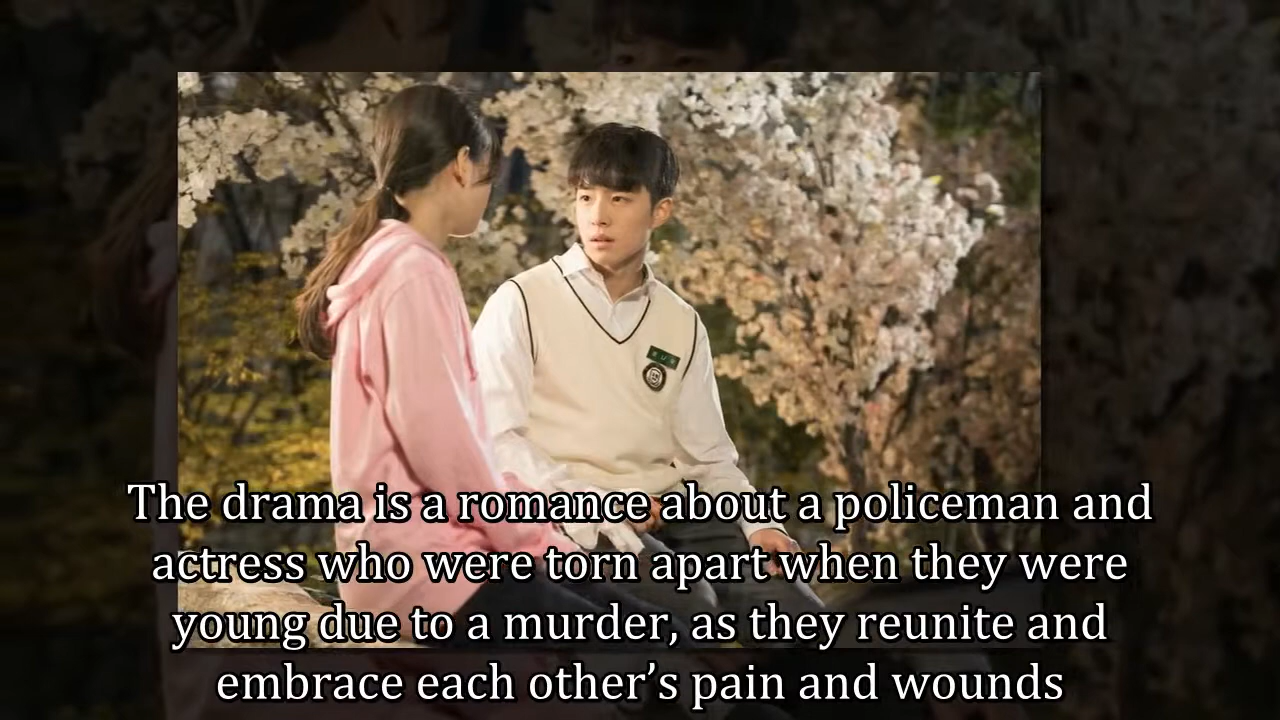 The drama is a romance about a policeman and
actress who were torn apart when they were
young due to a murder, as they reunite and
embrace each other’s pain and wounds